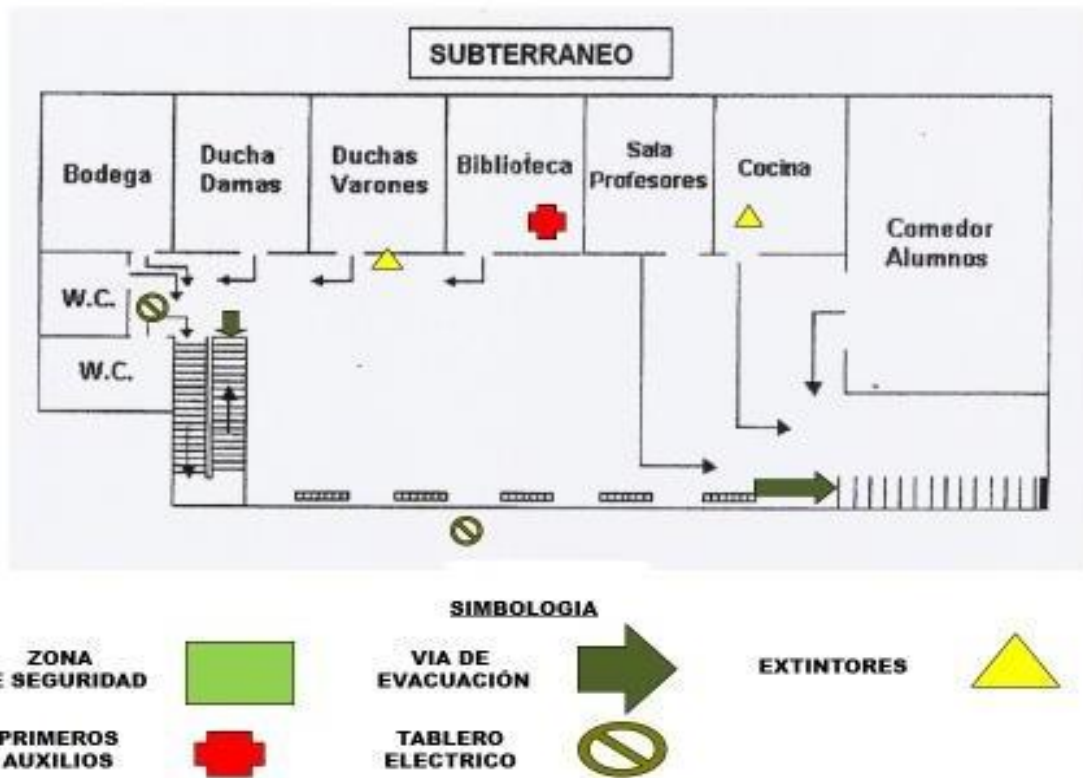 SUBTERRANEO
Bodega
Ducha
Damas
Duchas
Varones
Biblioteca
Sala
Profesores
Cocina
Comedor
Alumnos
W.C.
W.C.
SIMBOLOGIA
ZONA
E SEGURIDAD
VIA DE
EVACUACIÓN
EXTINTORES
PRIMEROS
AUXILIOS
TABLERO
ELECTRICO